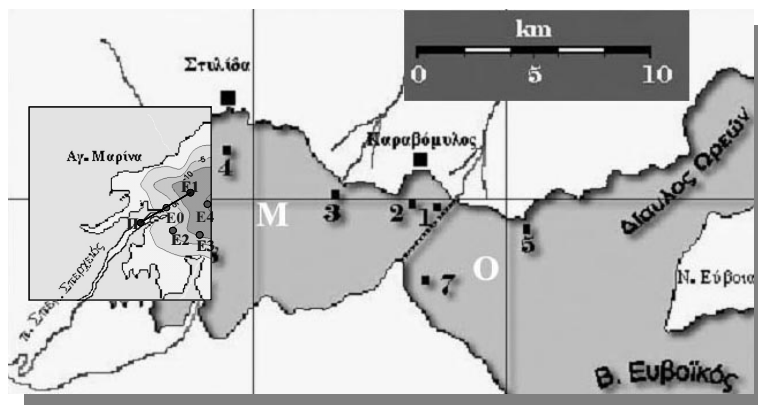 km
0 5 10
Στυλίδα
Καραβόμυλος
Αγ. Μαρίνα
-10
4
E1
E4
E0
E2
E3
M
3
2
1
5
Δίαυλος Ωρεών
O
7
Ν. Εύβοια
π. Σπερχειός
Β. Ευβοϊκός